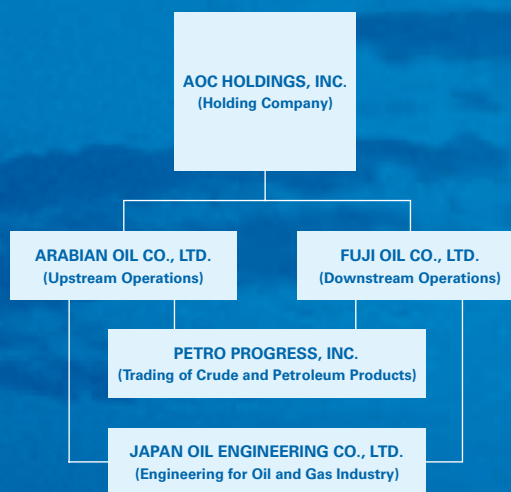 AOC HOLDINGS, INC.
(Holding Company)
ARABIAN OIL CO., LTD.
(Upstream Operations)
FUJI OIL CO., LTD.
(Downstream Operations)
PETRO PROGRESS, INC.
(Trading of Crude and Petroleum Products)
JAPAN OIL ENGINEERING CO., LTD.
(Engineering for Oil and Gas Industry)